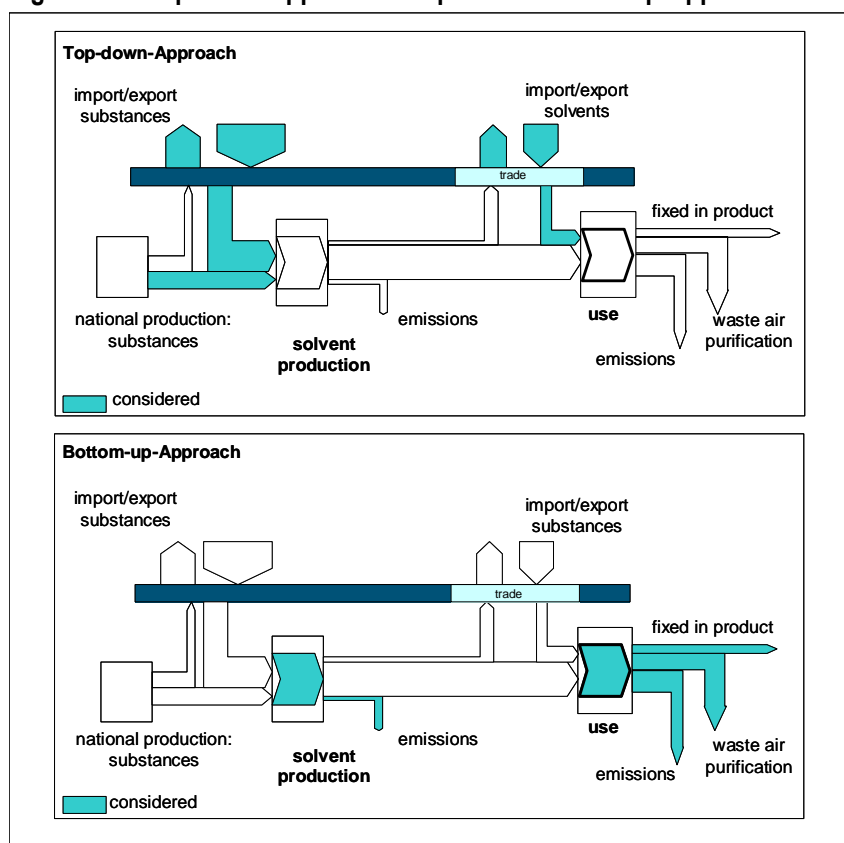 Top-down-Approach
import/export
substances
import/export
solvents
trade
fixed in product
national production:
substances
solvent
production
emissions
use
waste air
purification
emissions
considered
Bottom-up-Approach
import/export
substances
import/export
substances
trade
fixed in product
national production:
substances
solvent
production
emissions
use
waste air
purification
emissions
considered